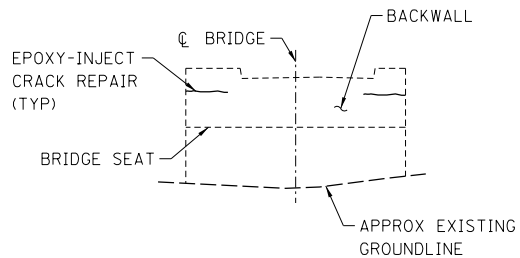 BACKWALL
℄ BRIDGE
EPOXY-INJECT
CRACK REPAIR
(TYP)
BRIDGE SEAT
APPROX EXISTING
GROUNDLINE